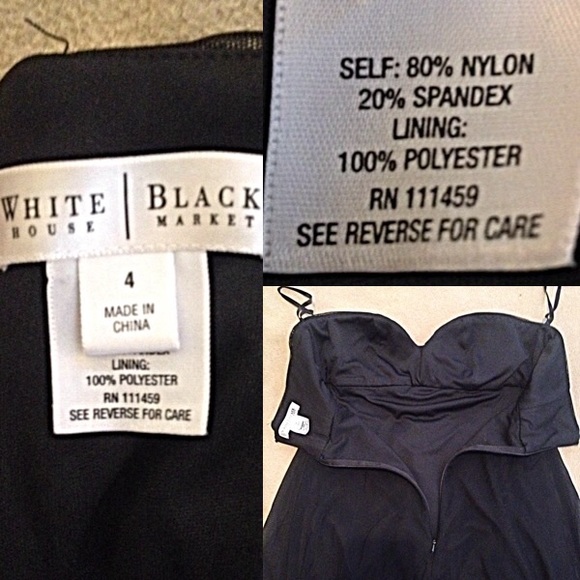 WHITE | BLACK
HOUSE MARKET
4
MADE IN
CHINA
LINING:
100% POLYESTER
RN 111459
SEE REVERSE FOR CARE
SELF: 80% NYLON
20% SPANDEX
LINING:
100% POLYESTER
RN 111459
SEE REVERSE FOR CARE